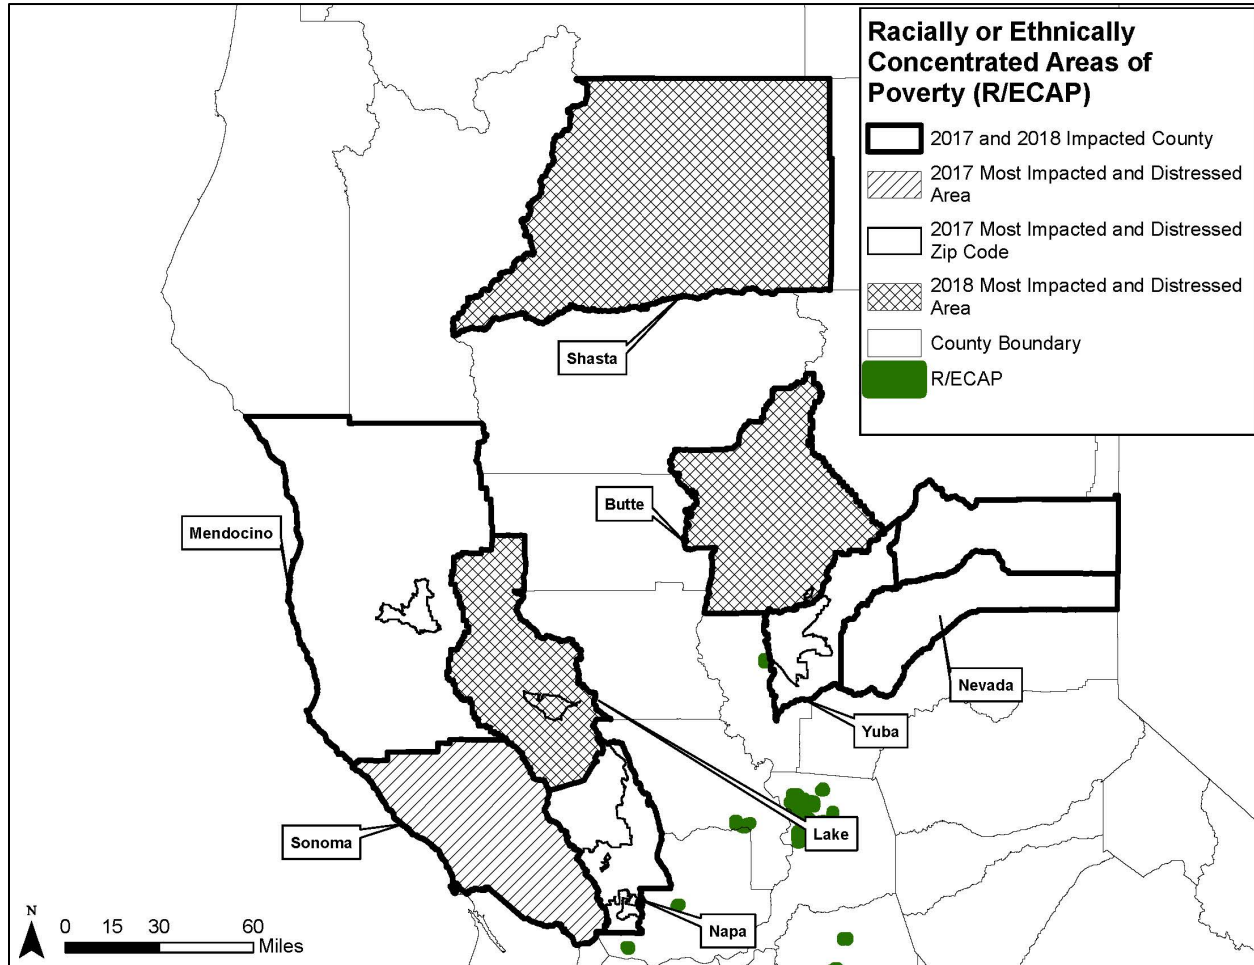 Racially or Ethnically
Concentrated Areas of
Poverty (R/ECAP)
2017 and 2018 Impacted County
2017 Most Impacted and Distressed
Area
2017 Most Impacted and Distressed
Zip Code
2018 Most Impacted and Distressed
Area
County Boundary
R/ECAP
Shasta
Butte
Mendocino
Nevada
Yuba
Lake
Sonoma
Napa
N
0 15 30 60
Miles